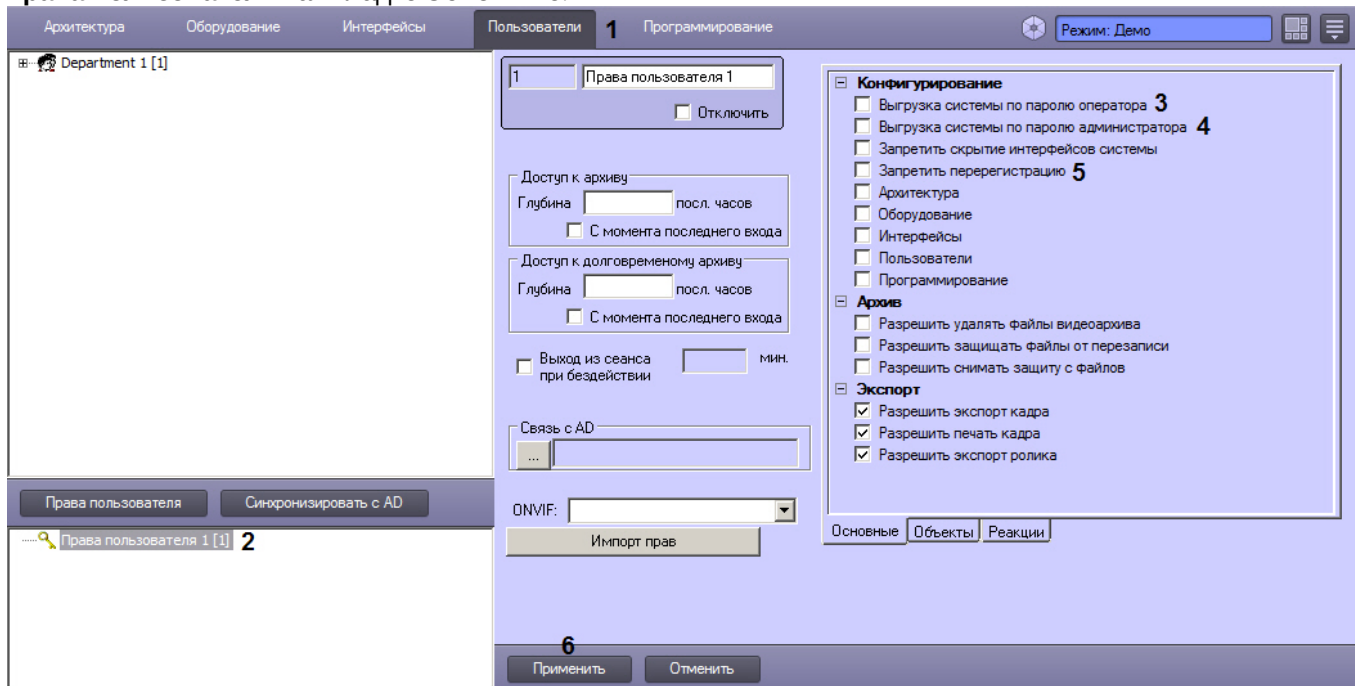 Архитектура Оборудование Интерфейсы Пользователи 1 Программирование Режим: Демо
Department 1 [1]
1 Права пользователя 1
Отключить
Доступ к архиву
Глубина посл. часов
С момента последнего входа
Доступ к долговременому архиву
Глубина посл. часов
С момента последнего входа
Выход из сеанса
при бездействии мин.
Связь с AD
...
ONVIF:
Импорт прав
Конфигурирование
Выгрузка системы по паролю оператора 3
Выгрузка системы по паролю администратора 4
Запретить скрытие интерфейсов системы
Запретить перерегистрацию 5
Архитектура
Оборудование
Интерфейсы
Пользователи
Программирование
Архив
Разрешить удалять файлы видеоархива
Разрешить защищать файлы от перезаписи
Разрешить снимать защиту с файлов
Экспорт
Разрешить экспорт кадра
Разрешить печать кадра
Разрешить экспорт ролика
Основные Объекты Реакции
Права пользователя Синхронизировать с AD
Права пользователя 1 [1] 2
6
Применить Отменить